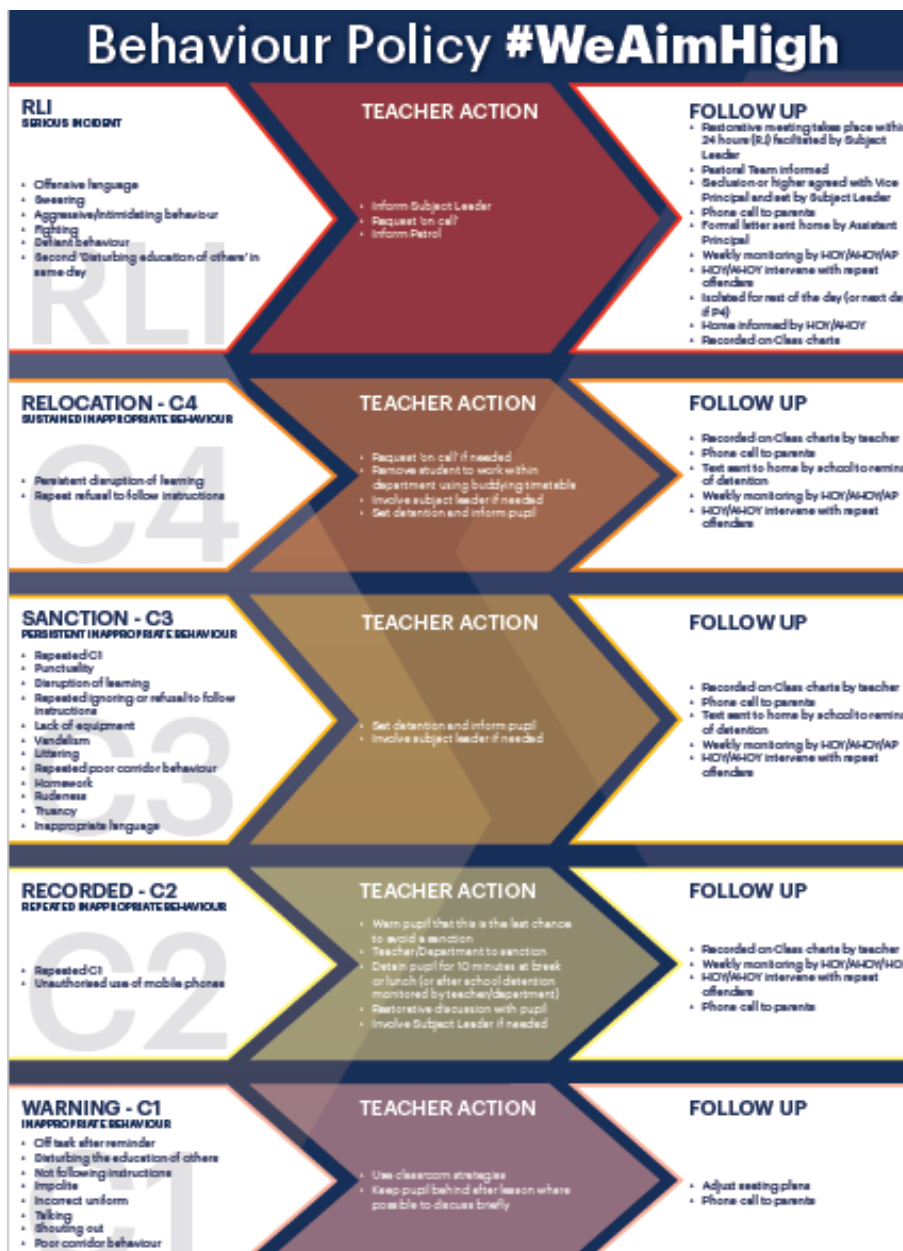 Behaviour Policy #WeAimHigh
RLI
SERIOUS INCIDENT
• Offensive language
• Swearing
• Aggressive/intimidating behaviour
• Fighting
• Defiant behaviour
• Second 'Disturbing education of others' in
same day
RLI
TEACHER ACTION
• Inform Subject Leader
• Request 'on call'
• Inform Patrol
FOLLOW UP
• Restorative meeting takes place within
24 hours (RJ) facilitated by Subject
Leader
• Pastoral Team informed
• Seclusion or higher agreed with Vice
Principal and set by Subject Leader
• Phone call to parents
• Formal letter sent home by Assistant
Principal
• Weekly monitoring by HOY/AHOY/AP
• HOY/AHOY intervene with repeat
offenders
• Isolated for rest of the day (or next day
if P4)
• Home informed by HOY/AHOY
• Recorded on Class charts
RELOCATION - C4
SUSTAINED INAPPROPRIATE BEHAVIOUR
• Persistent disruption of learning
• Repeat refusal to follow instructions
C4
TEACHER ACTION
• Request 'on call' if needed
• Remove student to work within
department using buddying timetable
• Involve subject leader if needed
• Set detention and inform pupil
FOLLOW UP
• Recorded on Class charts by teacher
• Phone call to parents
• Text sent to home by school to remind
of detention
• Weekly monitoring by HOY/AHOY/AP
• HOY/AHOY intervene with repeat
offenders
SANCTION - C3
PERSISTENT INAPPROPRIATE BEHAVIOUR
• Repeated C1
• Punctuality
• Disruption of learning
• Repeated ignoring or refusal to follow
instructions
• Lack of equipment
• Vandalism
• Littering
• Repeated poor corridor behaviour
• Homework
• Rudeness
• Truancy
• Inappropriate language
C3
TEACHER ACTION
• Set detention and inform pupil
• Involve subject leader if needed
FOLLOW UP
• Recorded on Class charts by teacher
• Phone call to parents
• Text sent to home by school to remind
of detention
• Weekly monitoring by HOY/AHOY/AP
• HOY/AHOY intervene with repeat
offenders
RECORDED - C2
REPEATED INAPPROPRIATE BEHAVIOUR
• Repeated C1
• Unauthorised use of mobile phones
C2
TEACHER ACTION
• Warn pupil that this is the last chance
to avoid a sanction
• Teacher/Department to sanction
• Detain pupil for 10 minutes at break
or lunch (or after school detention
monitored by teacher/department)
• Restorative discussion with pupil
• Involve Subject Leader if needed
FOLLOW UP
• Recorded on Class charts by teacher
• Weekly monitoring by
• HOY/AHOY intervene with repeat
offenders
• Phone call to parents
WARNING - C1
INAPPROPRIATE BEHAVIOUR
• Off task after reminder
• Disturbing the education of others
• Not following instructions
• Impolite
• Incorrect uniform
• Talking
• Shouting out
• Poor corridor behaviour
C1
TEACHER ACTION
• Use classroom strategies
• Keep pupil behind after lesson where
possible to discuss briefly
FOLLOW UP
• Adjust seating plans
• Phone call to parents